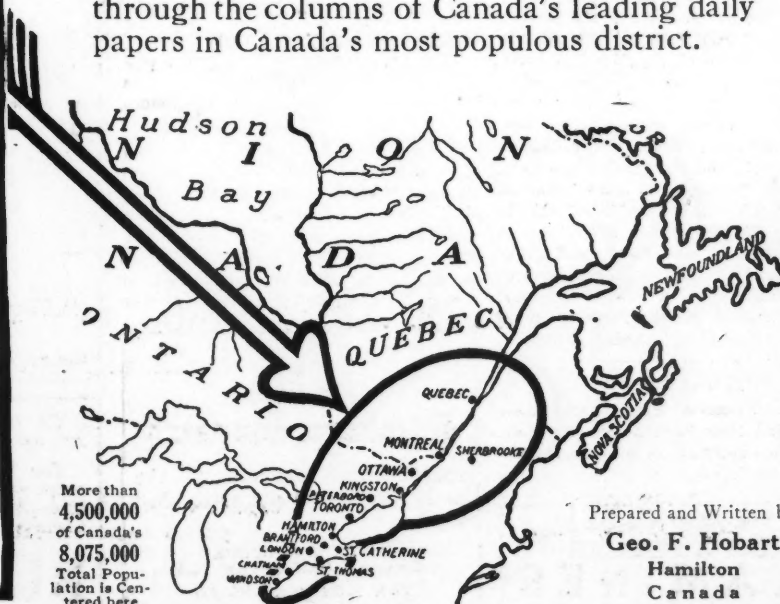 through the columns of Canada's leading daily
papers in Canada's most populous district.
Hudson
N I O N
Bay
N A D A
NEWFOUNDLAND
ONTARIO
QUEBEC
QUEBEC
NOVA SCOTIA
MONTREAL
SHERBROOKE
OTTAWA
KINGSTON
PETERBORO
TORONTO
HAMILTON
BRANTFORD
LONDON
ST CATHERINE
CHATHAM
ST THOMAS
WINDSOR
More than
4,500,000
of Canada's
8,075,000
Total Popu-
lation is Cen-
tered here
Prepared and Written
Geo. F. Hobart
Hamilton
Canada